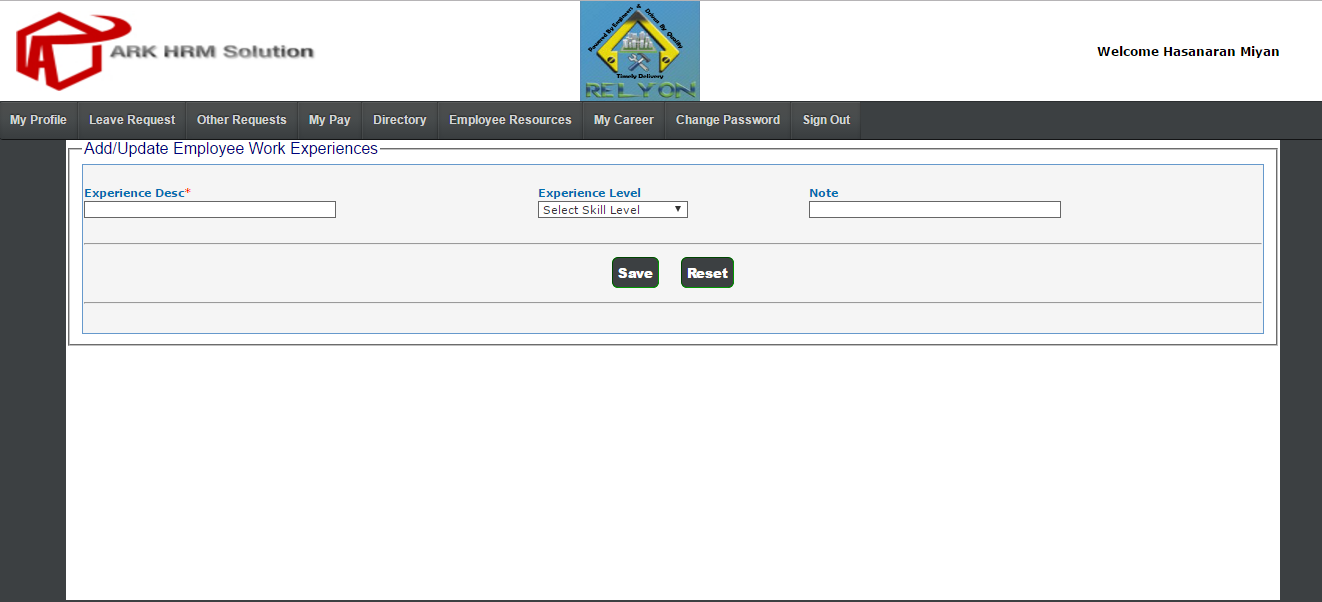 ARK HRM Solution
Powered By Engineers & Driven By Quality
Timely Delivery
RELYON
Welcome Hasanaran Miyan
My Profile Leave Request Other Requests My Pay Directory Employee Resources My Career Change Password Sign Out
Add/Update Employee Work Experiences
Experience Desc* Experience Level Note
Select Skill Level
Save Reset